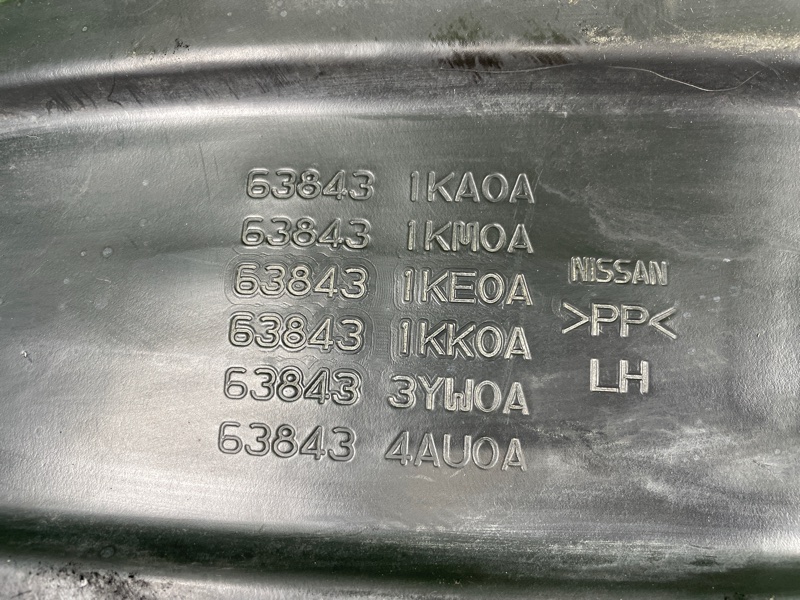 63843 1KA0A
63843 1KM0A
63843 1KE0A
63843 1KK0A
63843 3YW0A
63843 4AU0A
NISSAN
>PP<
LH